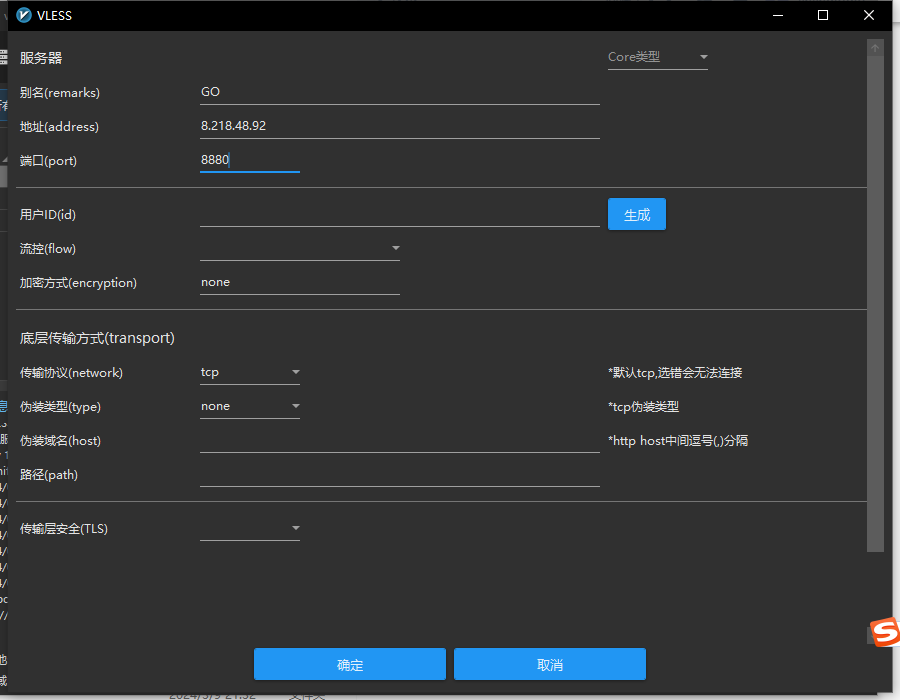 VLESS
服务器
Core类型
别名(remarks) GO
地址(address) 8.218.48.92
端口(port) 8880
用户ID(id) 生成
流控(flow)
加密方式(encryption) none
底层传输方式(transport)
传输协议(network) tcp *默认tcp,选错会无法连接
伪装类型(type) none *tcp伪装类型
伪装域名(host) *http host中间逗号(,)分隔
路径(path)
传输层安全(TLS)
确定 取消